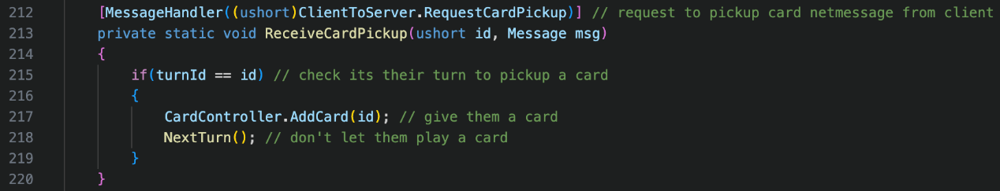 212 [MessageHandler((ushort)ClientToServer.RequestCardPickup)] // request to pickup card netmessage from client
213 private static void ReceiveCardPickup(ushort id, Message msg)
214 {
215 if(turnId == id) // check its their turn to pickup a card
216 {
217 CardController.AddCard(id); // give them a card
218 NextTurn(); // don't let them play a card
219 }
220 }